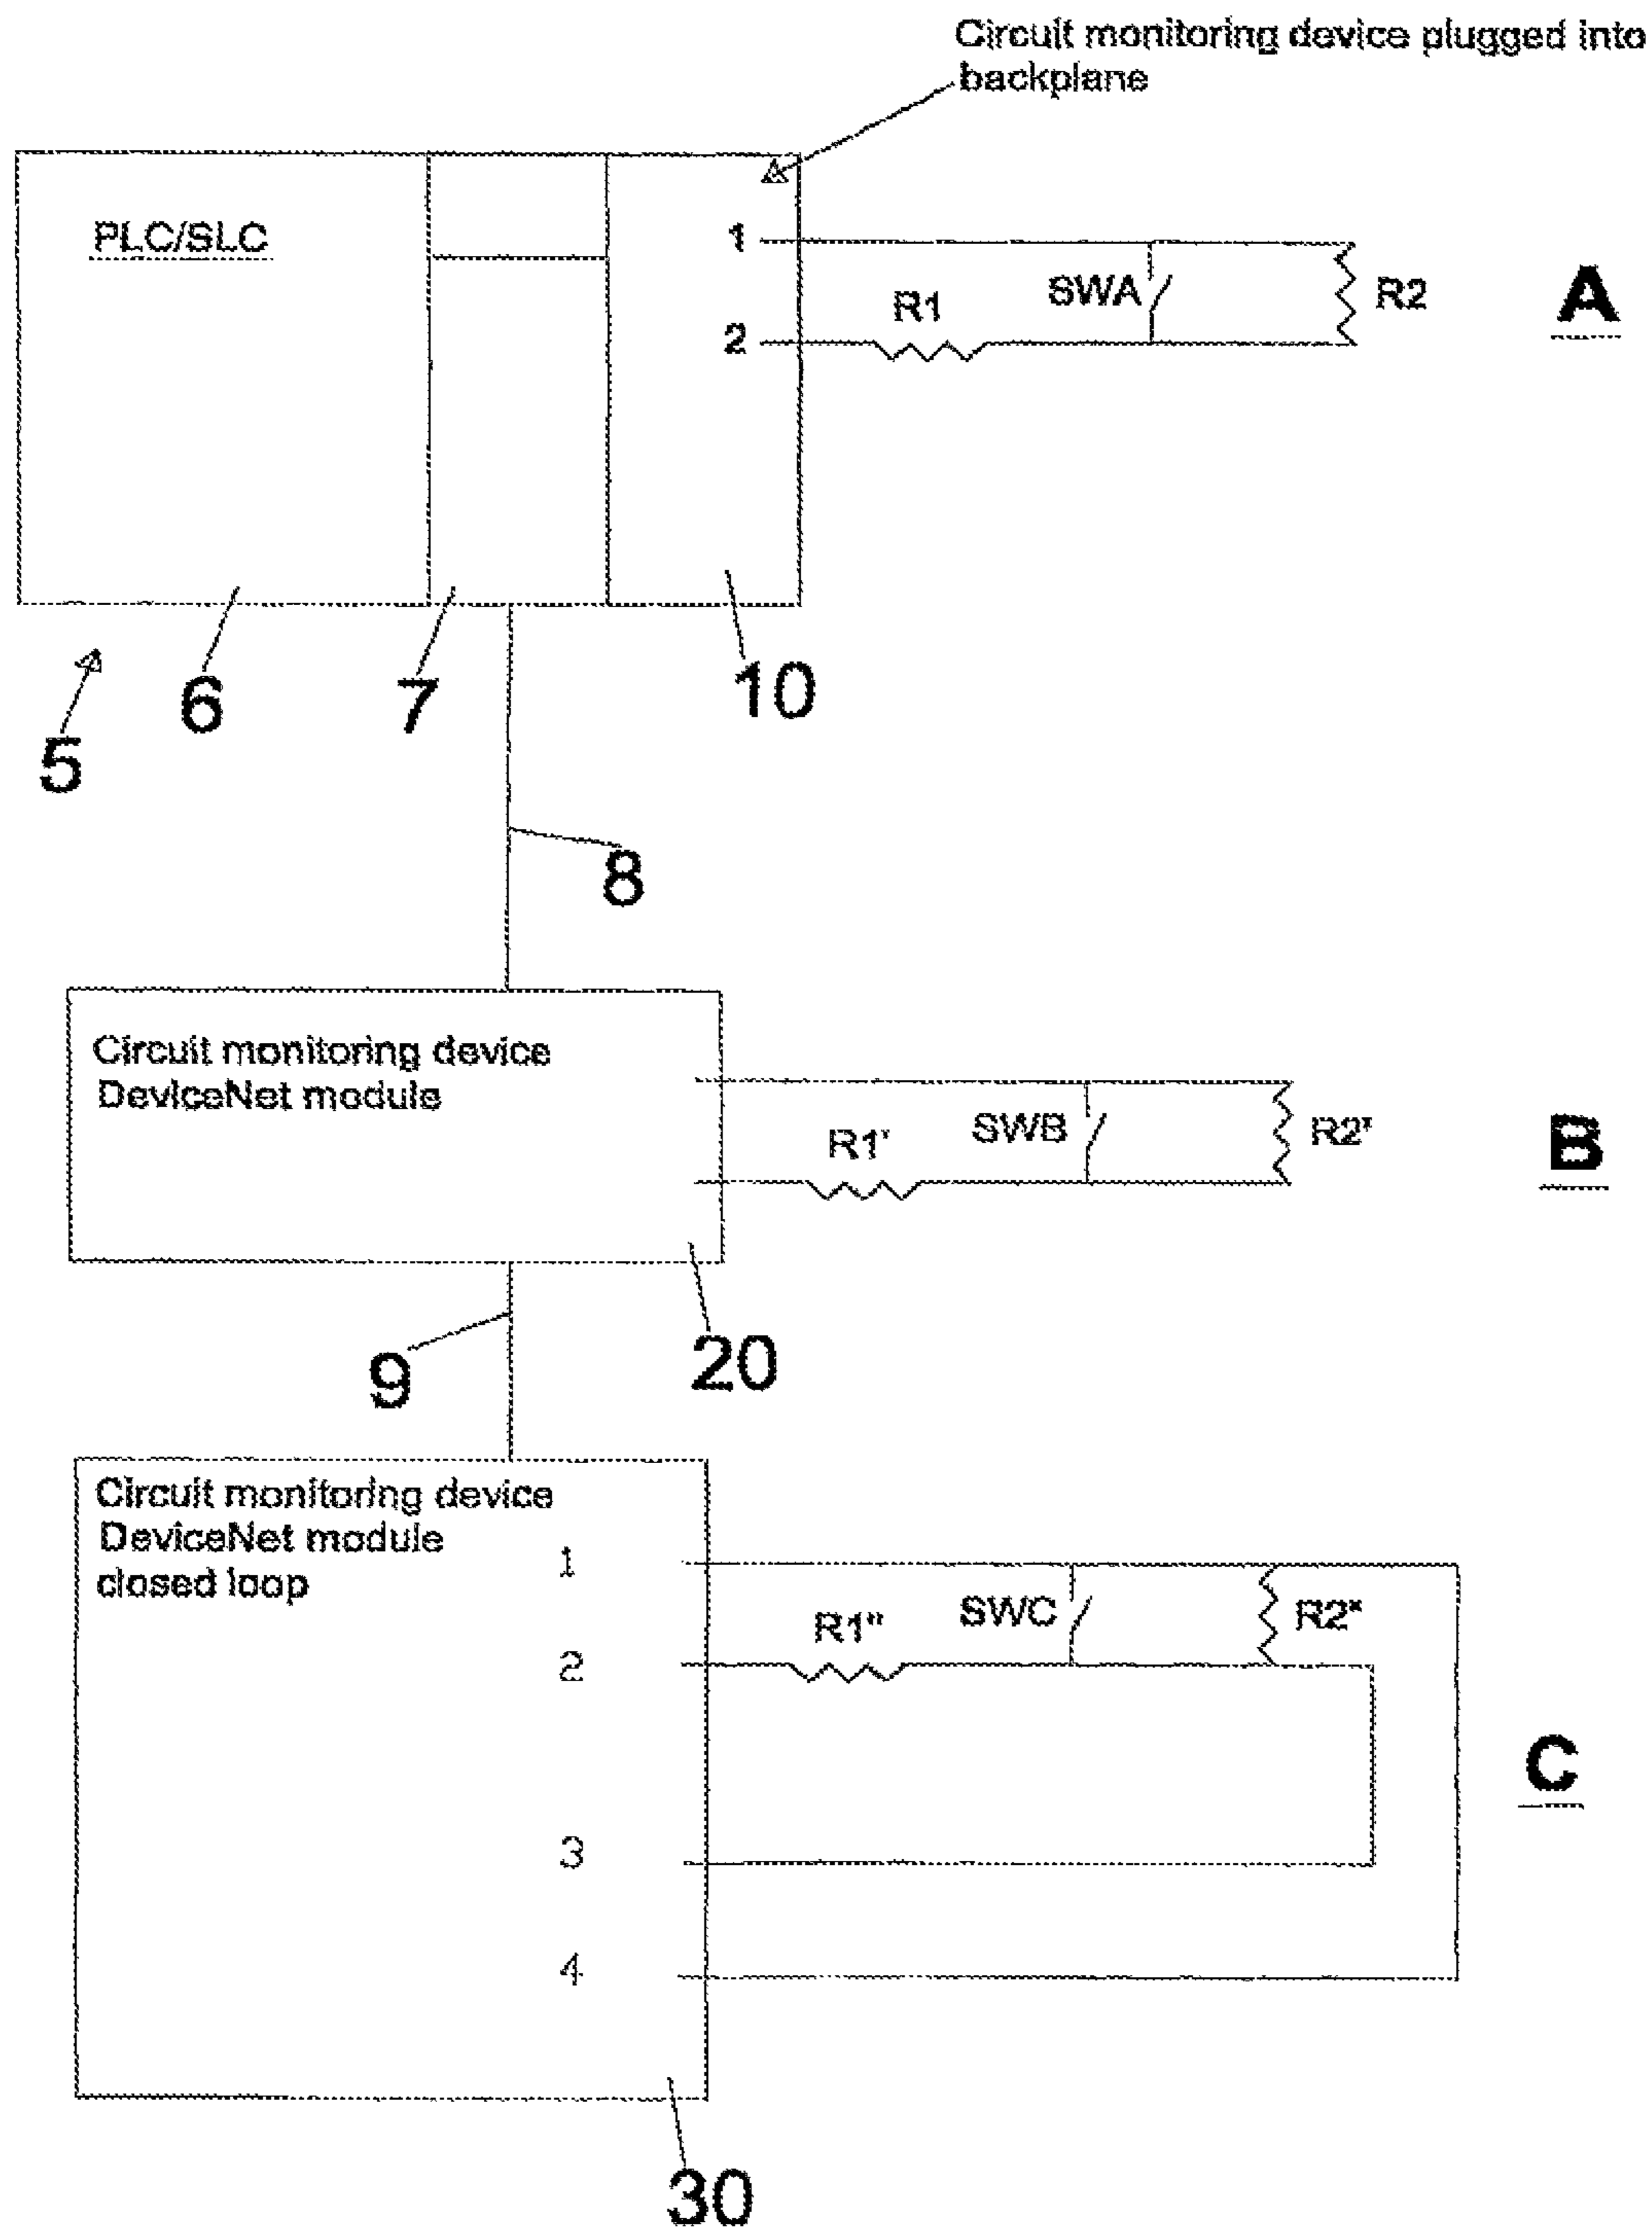 Circuit monitoring device plugged into
backplane
PLC/SLC
1
SWA
R2
A
R1
2
6
7
10
5
8
Circuit monitoring device
DeviceNet module
SWB
R2'
B
R1'
9
20
Circuit monitoring device
DeviceNet module
closed loop
1
SWC
R2"
R1"
2
C
3
4
30